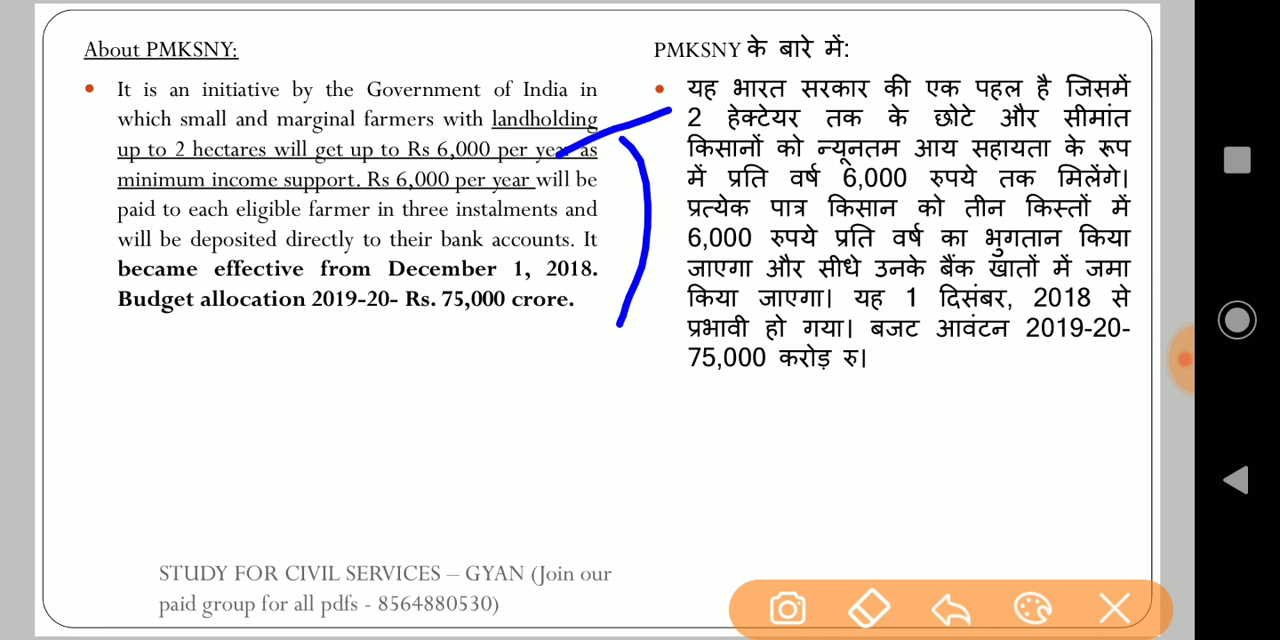 About PMKSNY:
It is an initiative by the Government of India in
which small and marginal farmers with landholding
up to 2 hectares will get up to Rs 6,000 per year as
minimum income support. Rs 6,000 per year will be
paid to each eligible farmer in three instalments and
will be deposited directly to their bank accounts. It
became effective from December 1, 2018.
Budget allocation 2019-20- Rs. 75,000 crore.
PMKSNY के बारे में:
यह भारत सरकार की एक पहल है जिसमें
2 हेक्टेयर तक के छोटे और सीमांत
किसानों को न्यूनतम आय सहायता के रूप
में प्रति वर्ष 6,000 रुपये तक मिलेंगे।
प्रत्येक पात्र किसान को तीन किस्तों में
6,000 रुपये प्रति वर्ष का भुगतान किया
जाएगा और सीधे उनके बैंक खातों में जमा
किया जाएगा। यह 1 दिसंबर, 2018 से
प्रभावी हो गया। बजट आवंटन 2019-20-
75,000 करोड़ रु।
STUDY FOR CIVIL SERVICES – GYAN (Join our
paid group for all pdfs - 8564880530)